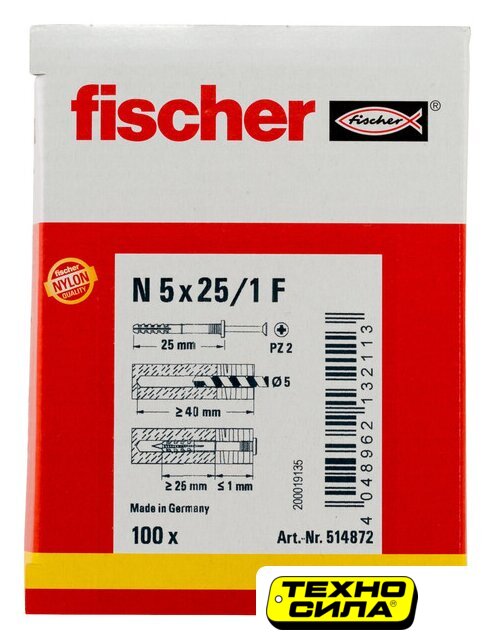 fischer
fischer
®
fischer
NYLON
QUALITY
N 5 x 25/1 F
25 mm
PZ 2
Ø 5
≥ 40 mm
≥ 25 mm
≤ 1 mm
Made in Germany
100 x
Art.-Nr. 514872
200019135
4 048962 132113
ТЕХНО
СИЛА®